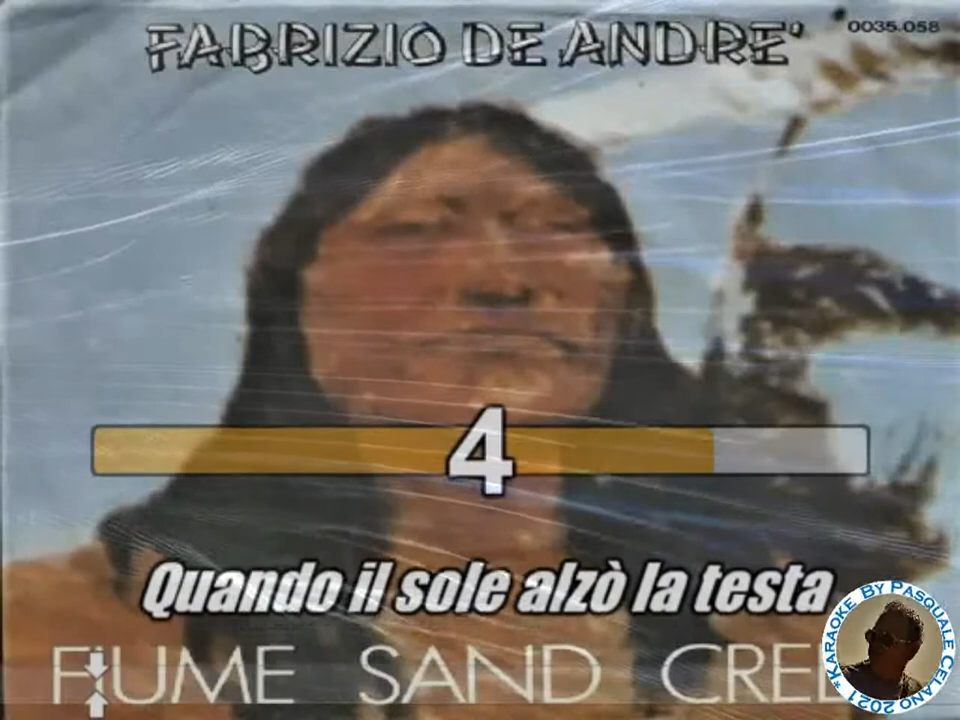 FABRIZIO DE ANDRE'
0035.058
4
Quando il sole alzò la testa
FIUME SAND CREE
*KARAOKE BY PASQUALE CELANO 2021*